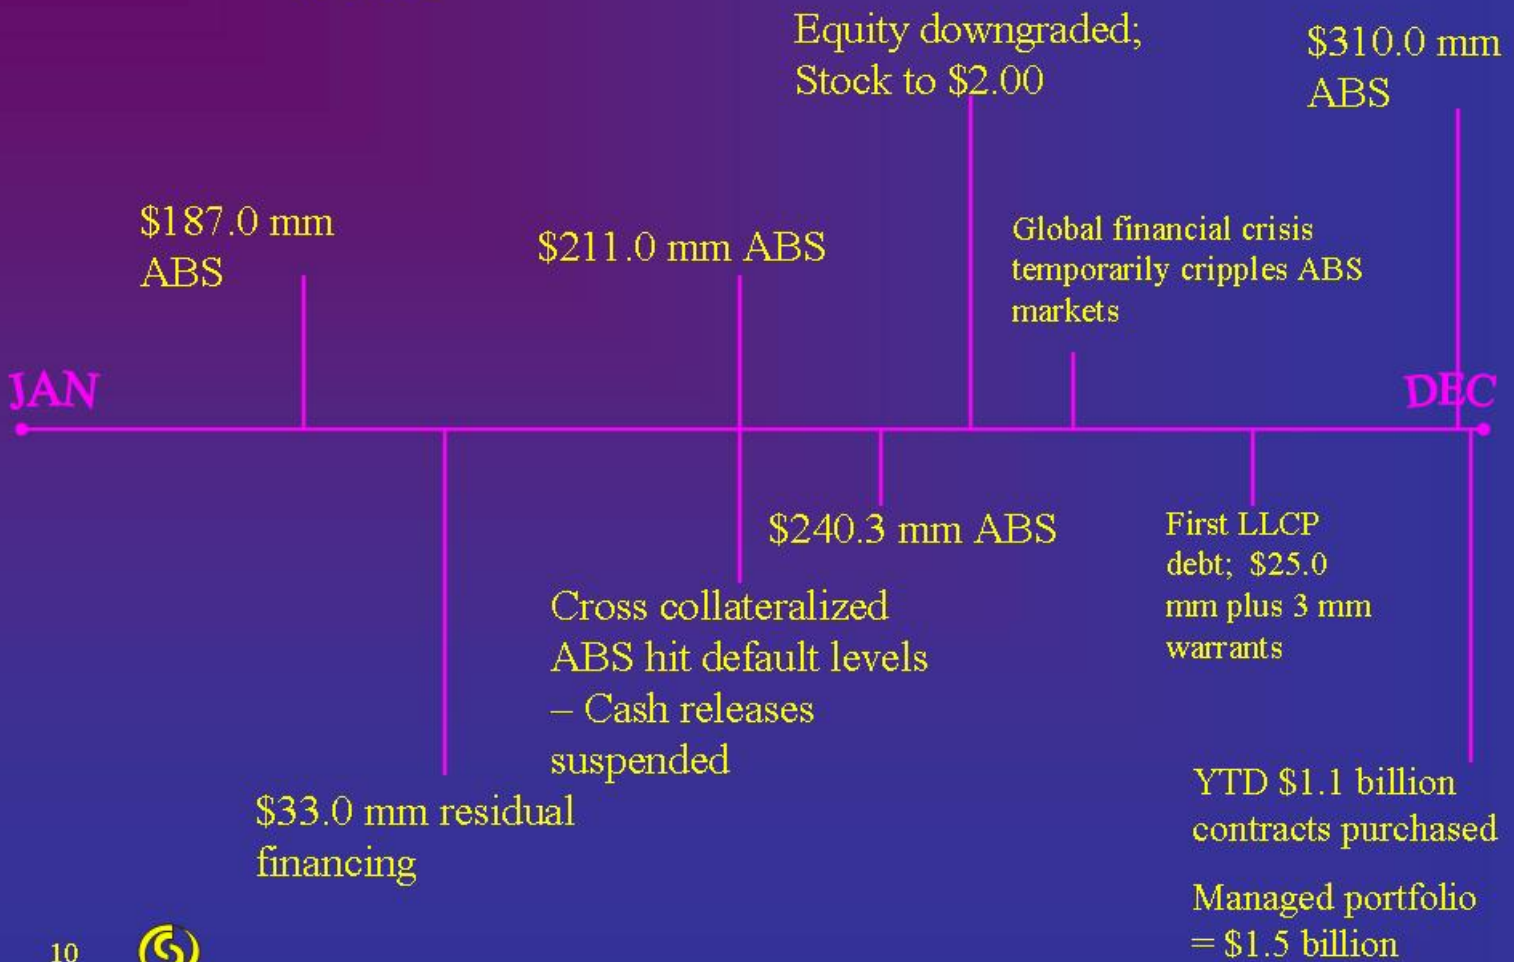 Equity downgraded;
Stock to $2.00
$310.0 mm
ABS
$187.0 mm
ABS
$211.0 mm ABS
Global financial crisis
temporarily cripples ABS
markets
JAN
DEC
$240.3 mm ABS
First LLCP
debt; $25.0
mm plus 3 mm
warrants
Cross collateralized
ABS hit default levels
– Cash releases
suspended
$33.0 mm residual
financing
YTD $1.1 billion
contracts purchased
Managed portfolio
= $1.5 billion
10